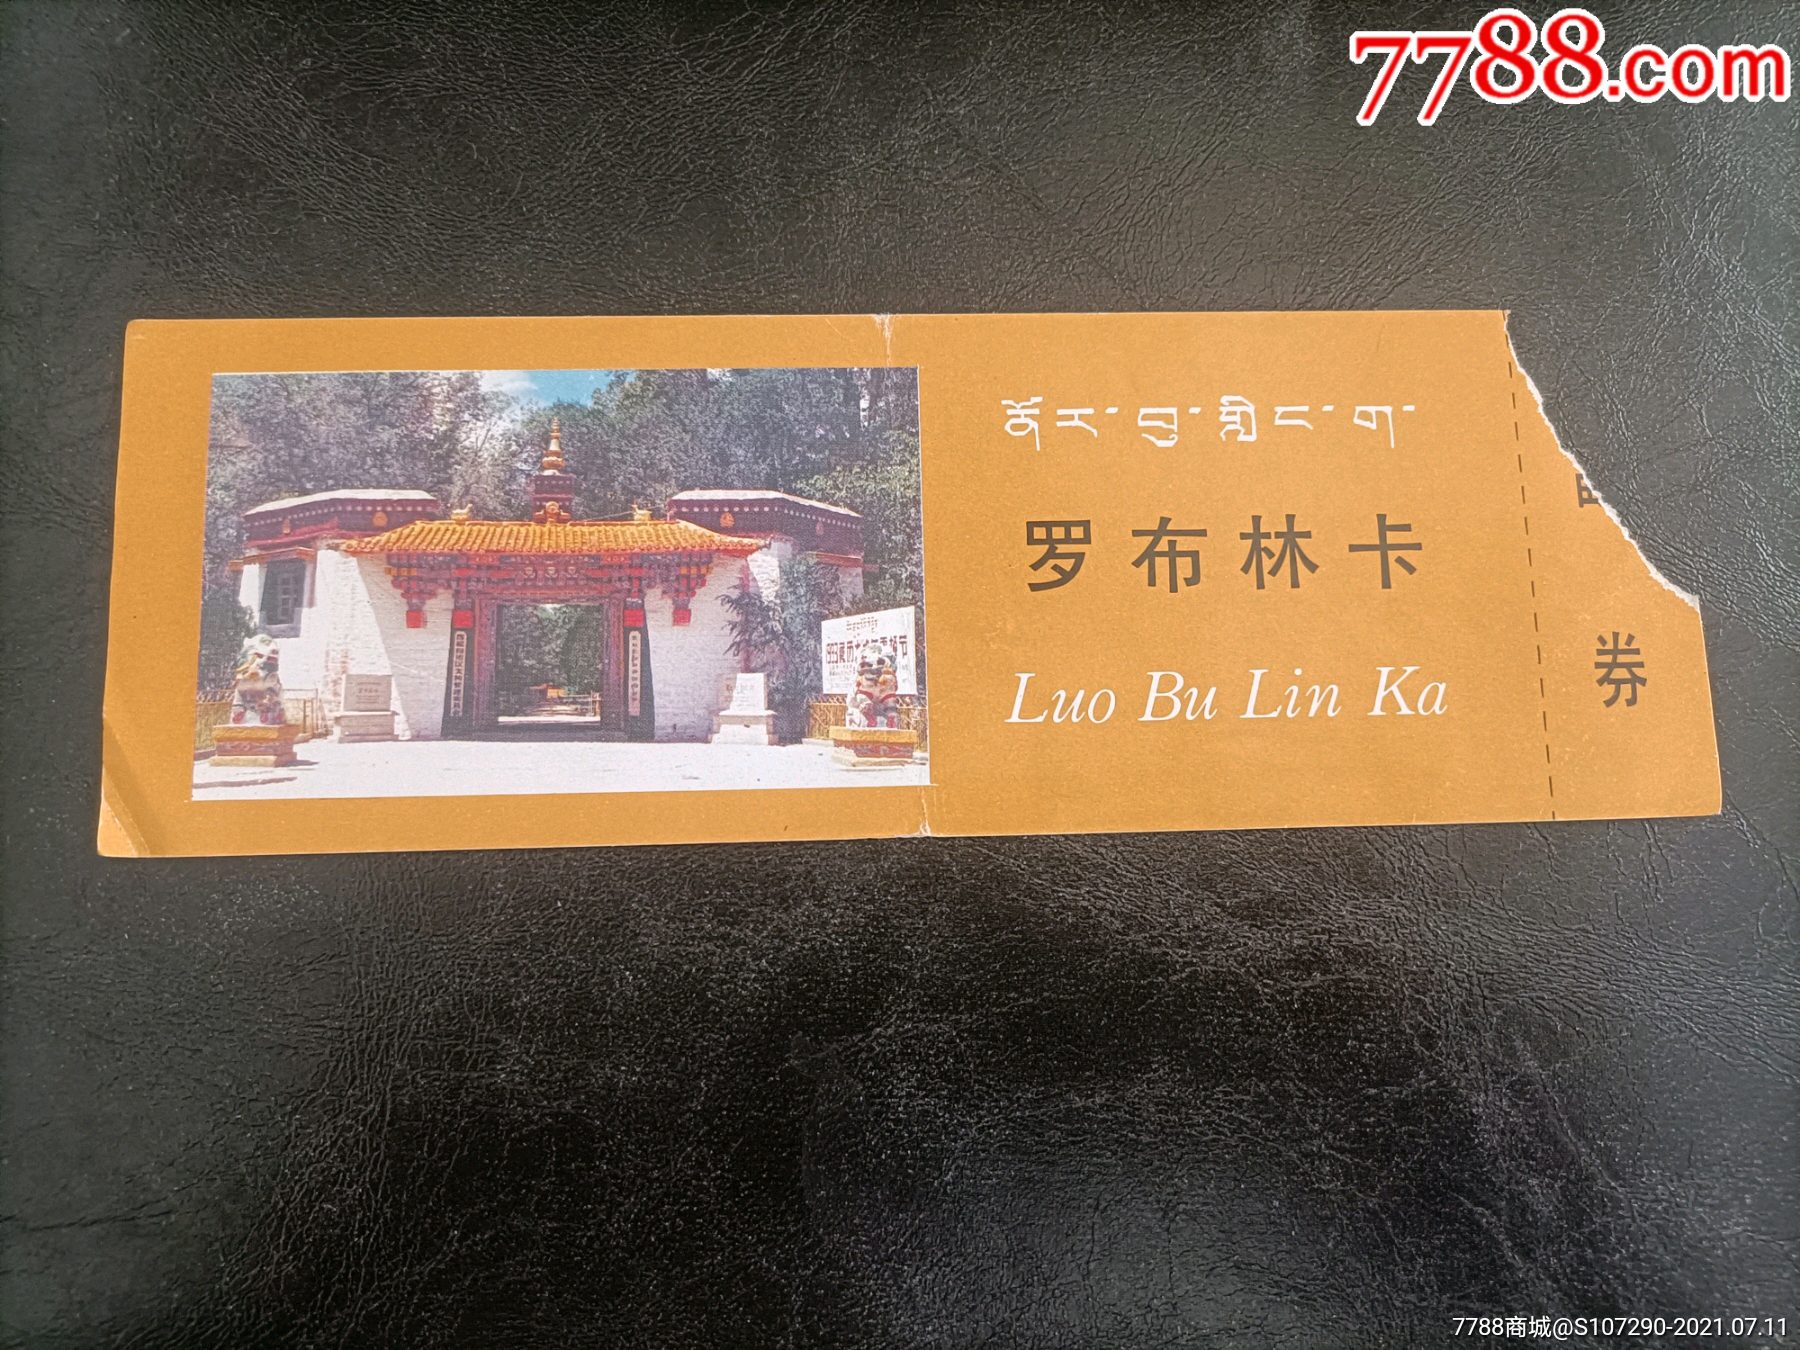 7788.com
ནོར་བུ་གླིང་ག་
罗布林卡
Luo Bu Lin Ka
券
7788商城@S107290-2021.07.11